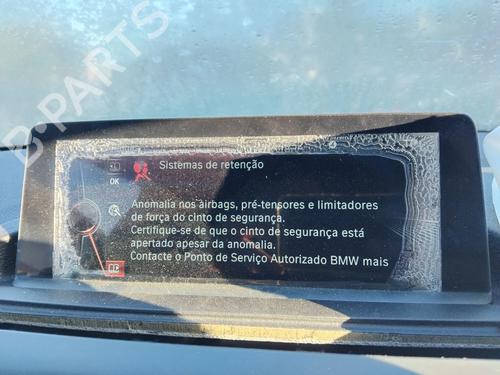 B-PARTS
Sistemas de retenção
OK
Anomalia nos airbags, pré-tensores e limitadores
de força do cinto de segurança.
Certifique-se de que o cinto de segurança está
apertado apesar da anomalia.
Contacte o Ponto de Serviço Autorizado BMW mais